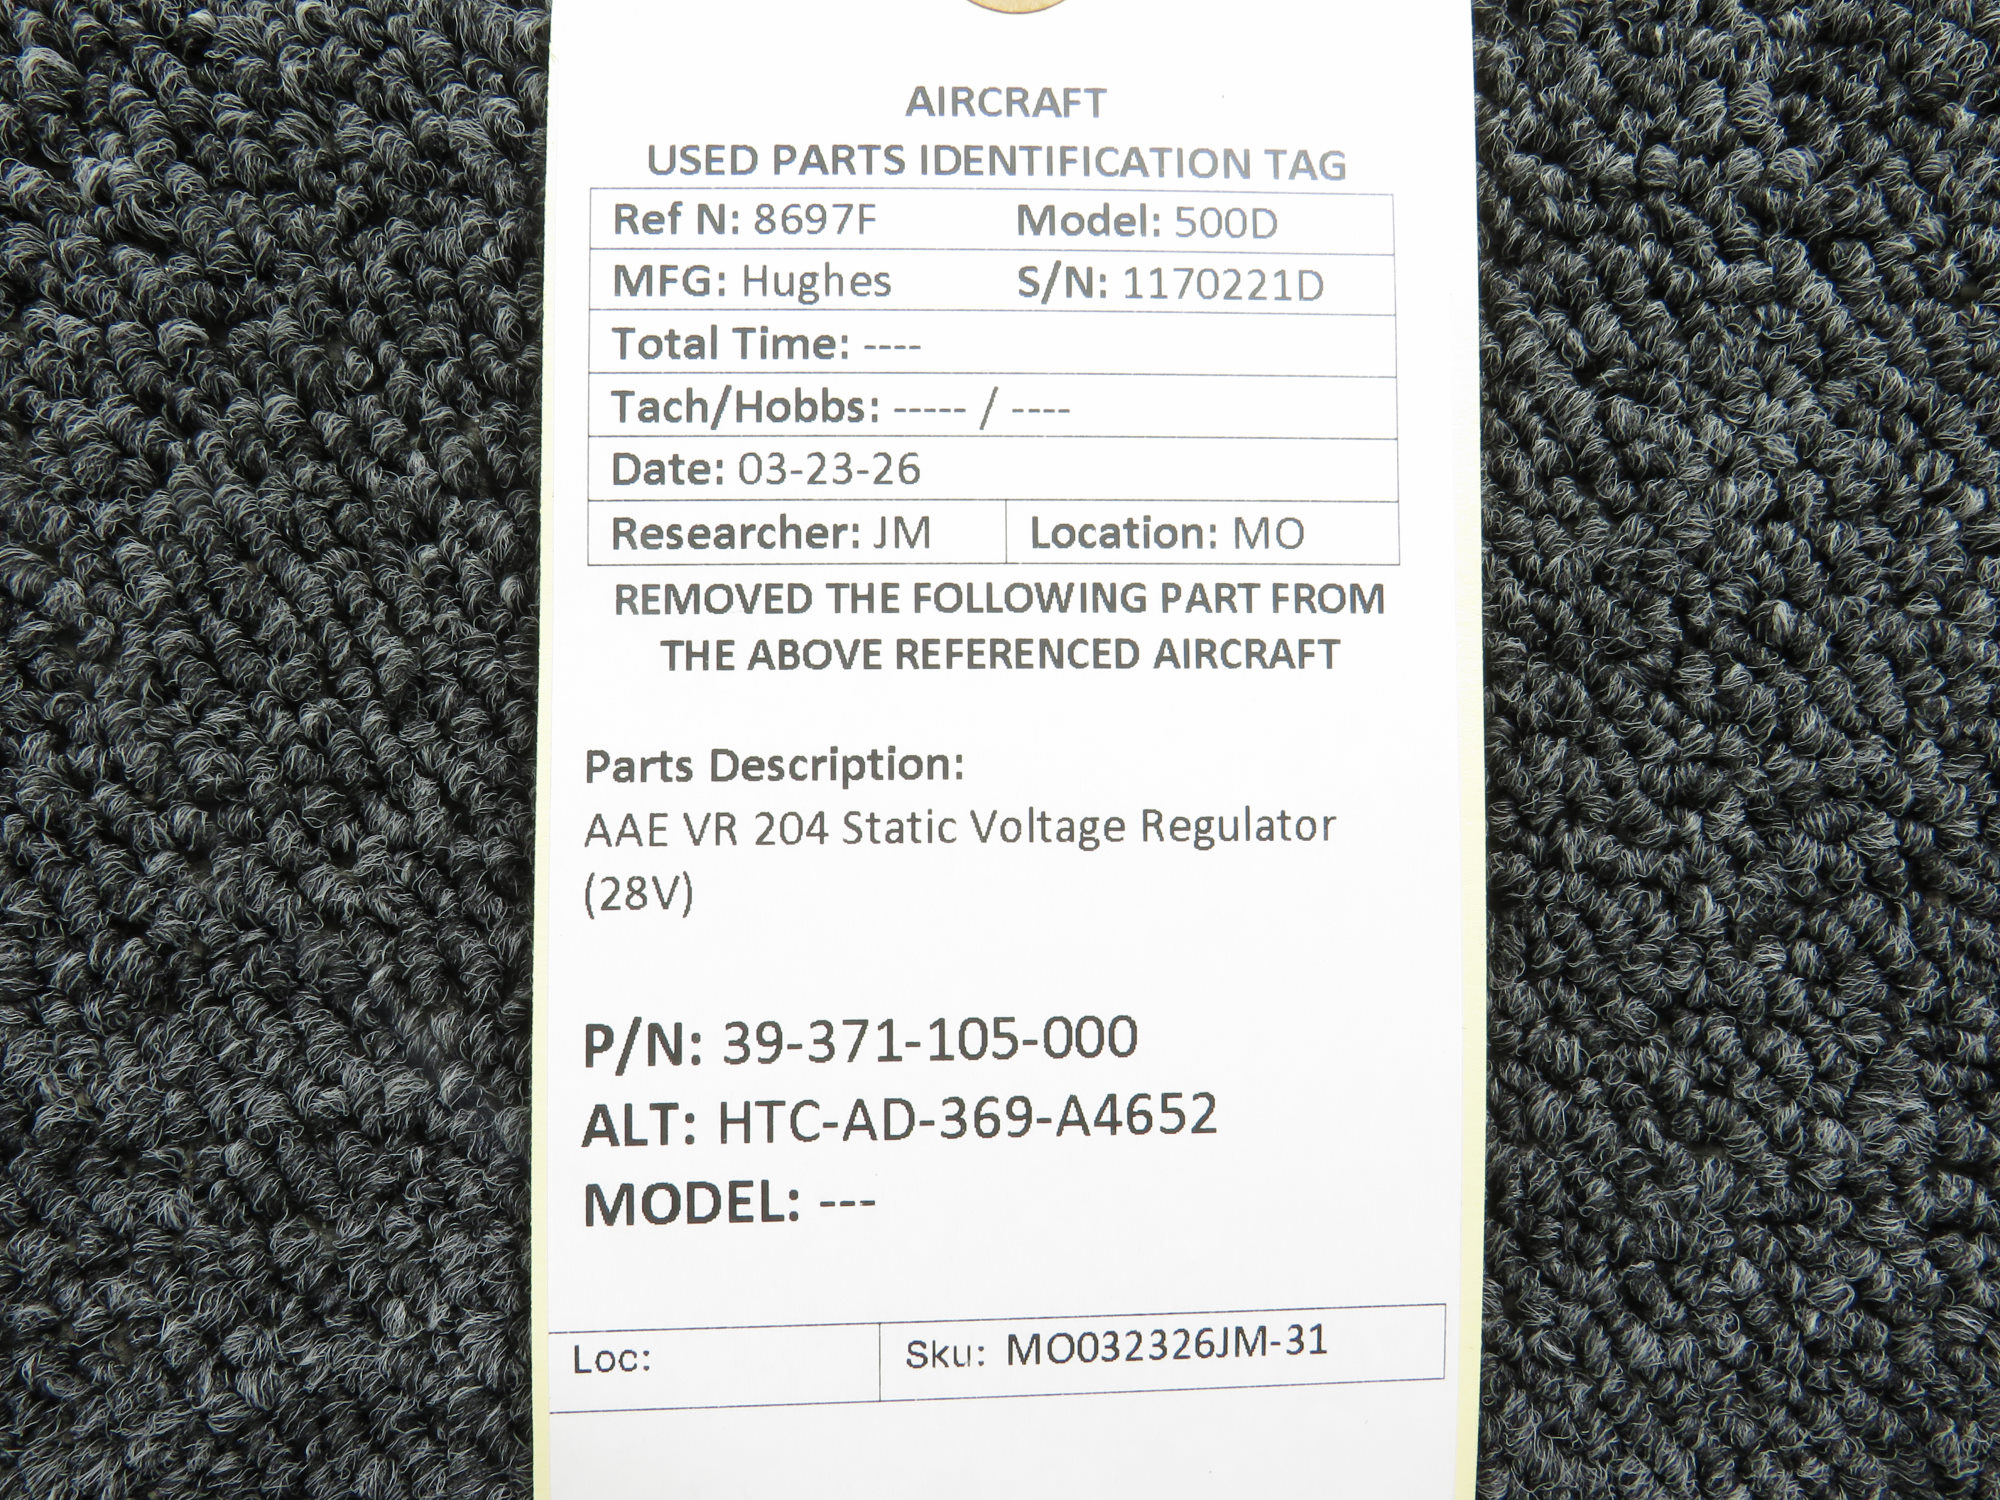 AIRCRAFT
USED PARTS IDENTIFICATION TAG
Ref N: 8697F Model: 500D
MFG: Hughes S/N: 1170221D
Total Time: ----
Tach/Hobbs: ----- / ----
Date: 03-23-26
Researcher: JM Location: MO
REMOVED THE FOLLOWING PART FROM
THE ABOVE REFERENCED AIRCRAFT
Parts Description:
AAE VR 204 Static Voltage Regulator
(28V)
P/N: 39-371-105-000
ALT: HTC-AD-369-A4652
MODEL: ---
Loc: Sku: MO032326JM-31